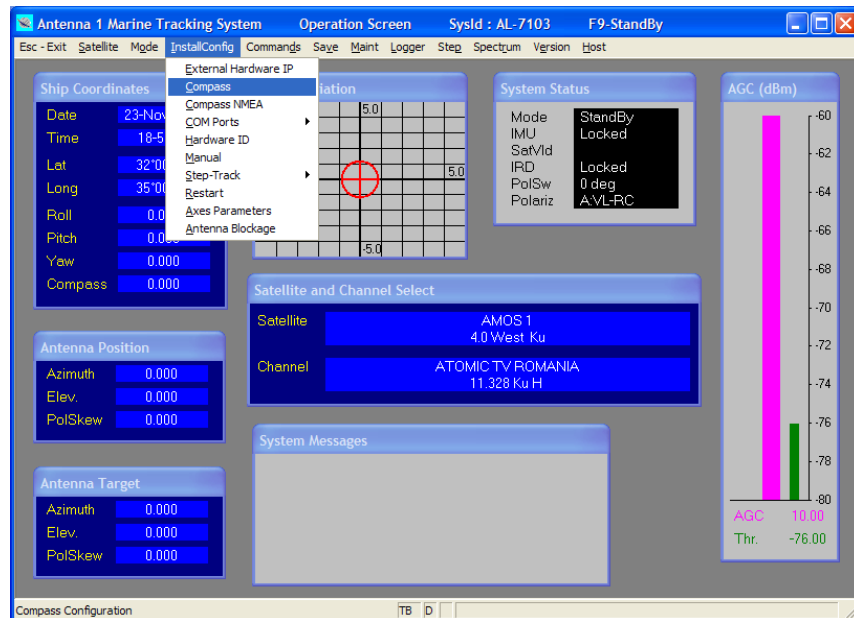 Antenna 1 Marine Tracking System Operation Screen SysId : AL-7103 F9-StandBy
Esc - Exit Satellite Mode InstallConfig Commands Save Maint Logger Step Spectrum Version Host
External Hardware IP
Compass
Compass NMEA
COM Ports
Hardware ID
Manual
Step-Track
Restart
Axes Parameters
Antenna Blockage
Ship Coordinates
Date 23-Nov
Time 18-5
Lat 32°00
Long 35°00
Roll 0.0
Pitch 0.000
Yaw 0.000
Compass 0.000
iation
5.0
5.0
-5.0
System Status
Mode StandBy
IMU Locked
SatVld
IRD Locked
PolSw 0 deg
Polariz A:VL-RC
AGC (dBm)
-60
-62
-64
-66
-68
-70
-72
-74
-76
-78
-80
AGC 10.00
Thr. -76.00
Satellite and Channel Select
Satellite AMOS 1
4.0 West Ku
Channel ATOMIC TV ROMANIA
11.328 Ku H
Antenna Position
Azimuth 0.000
Elev. 0.000
PolSkew 0.000
System Messages
Antenna Target
Azimuth 0.000
Elev. 0.000
PolSkew 0.000
Compass Configuration TB D